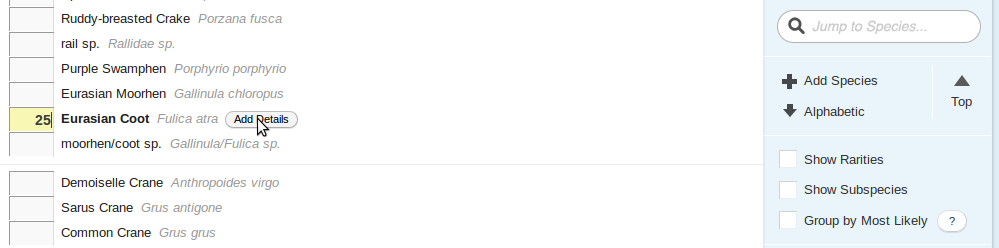 Ruddy-breasted Crake Porzana fusca
rail sp. Rallidae sp.
Purple Swamphen Porphyrio porphyrio
Eurasian Moorhen Gallinula chloropus
25 Eurasian Coot Fulica atra Add Details
moorhen/coot sp. Gallinula/Fulica sp.
Demoiselle Crane Anthropoides virgo
Sarus Crane Grus antigone
Common Crane Grus grus
Jump to Species...
Add Species
Alphabetic
Top
Show Rarities
Show Subspecies
Group by Most Likely ?